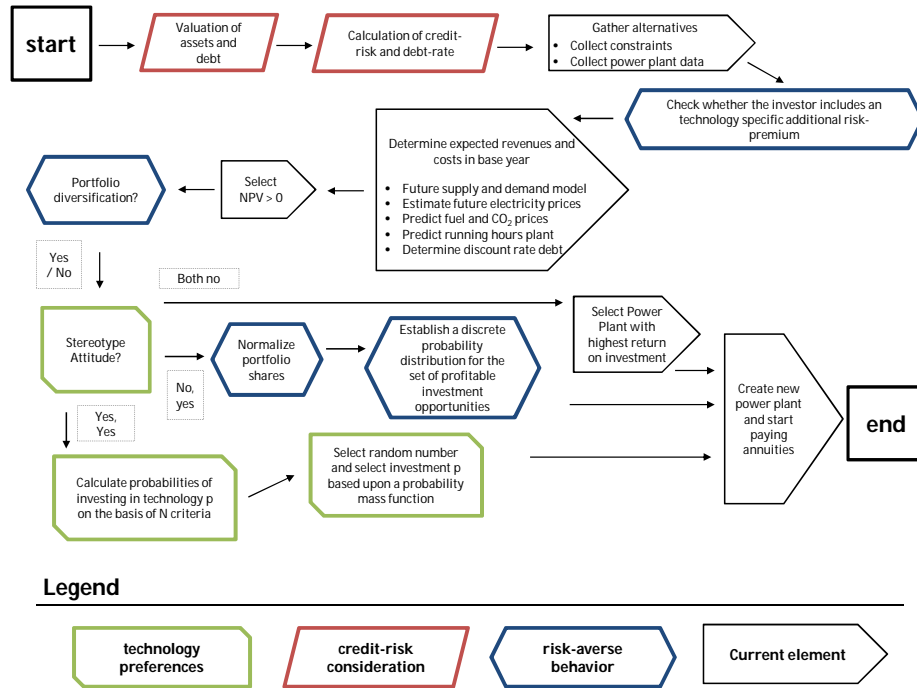 start
Valuation of
assets and
debt
Calculation of credit-
risk and debt-rate
Gather alternatives
• Collect constraints
• Collect power plant data
Check whether the investor includes an
technology specific additional risk-
premium
Determine expected revenues and
costs in base year
• Future supply and demand model
• Estimate future electricity prices
• Predict fuel and CO2 prices
• Predict running hours plant
• Determine discount rate debt
Select
NPV > 0
Portfolio
diversification?
Yes
/ No
Both no
Stereotype
Attitude?
No,
yes
Normalize
portfolio
shares
Establish a discrete
probability
distribution for the
set of profitable
investment
opportunities
Select Power
Plant with
highest return
on investment
Create new
power plant
and start
paying
annuities
end
Yes,
Yes
Calculate probabilities of
investing in technology p
on the basis of N criteria
Select random number
and select investment p
based upon a probability
mass function
Legend
technology
preferences
credit-risk
consideration
risk-averse
behavior
Current element